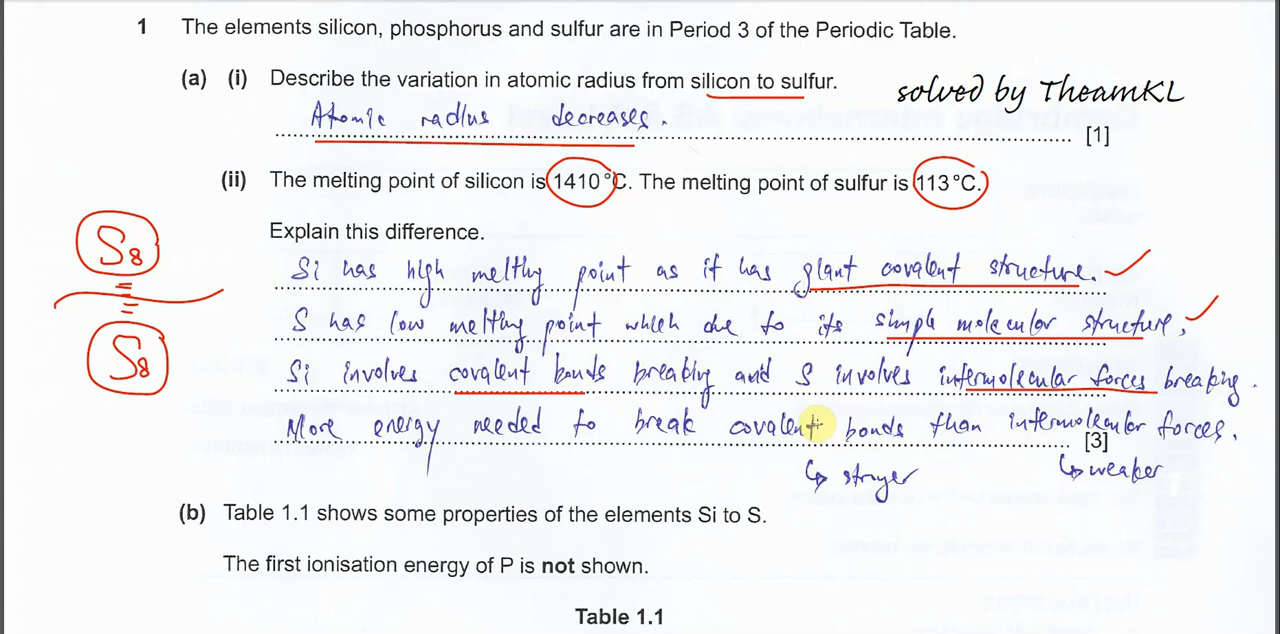 1 The elements silicon, phosphorus and sulfur are in Period 3 of the Periodic Table.
(a) (i) Describe the variation in atomic radius from silicon to sulfur.
solved by TheamKL
Atomic radius decreases.
[1]
(ii) The melting point of silicon is 1410 °C. The melting point of sulfur is 113 °C.
Explain this difference.
S8
S8
Si has high melting point as it has giant covalent structure.
S has low melting point which due to its simple molecular structure,
Si involves covalent bonds breaking and S involves intermolecular forces breaking.
More energy needed to break covalent bonds than intermolecular forces.
[3]
↳ stronger
↳ weaker
(b) Table 1.1 shows some properties of the elements Si to S.
The first ionisation energy of P is not shown.
Table 1.1